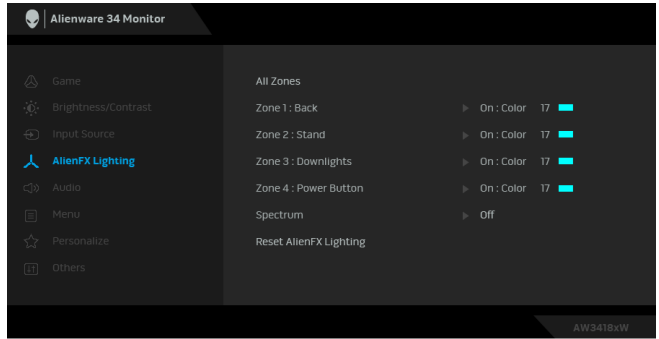 Alienware 34 Monitor
Game
Brightness/Contrast
Input Source
AlienFX Lighting
Audio
Menu
Personalize
Others
All Zones
Zone 1 : Back On : Color 17
Zone 2 : Stand On : Color 17
Zone 3 : Downlights On : Color 17
Zone 4 : Power Button On : Color 17
Spectrum Off
Reset AlienFX Lighting
AW3418xW